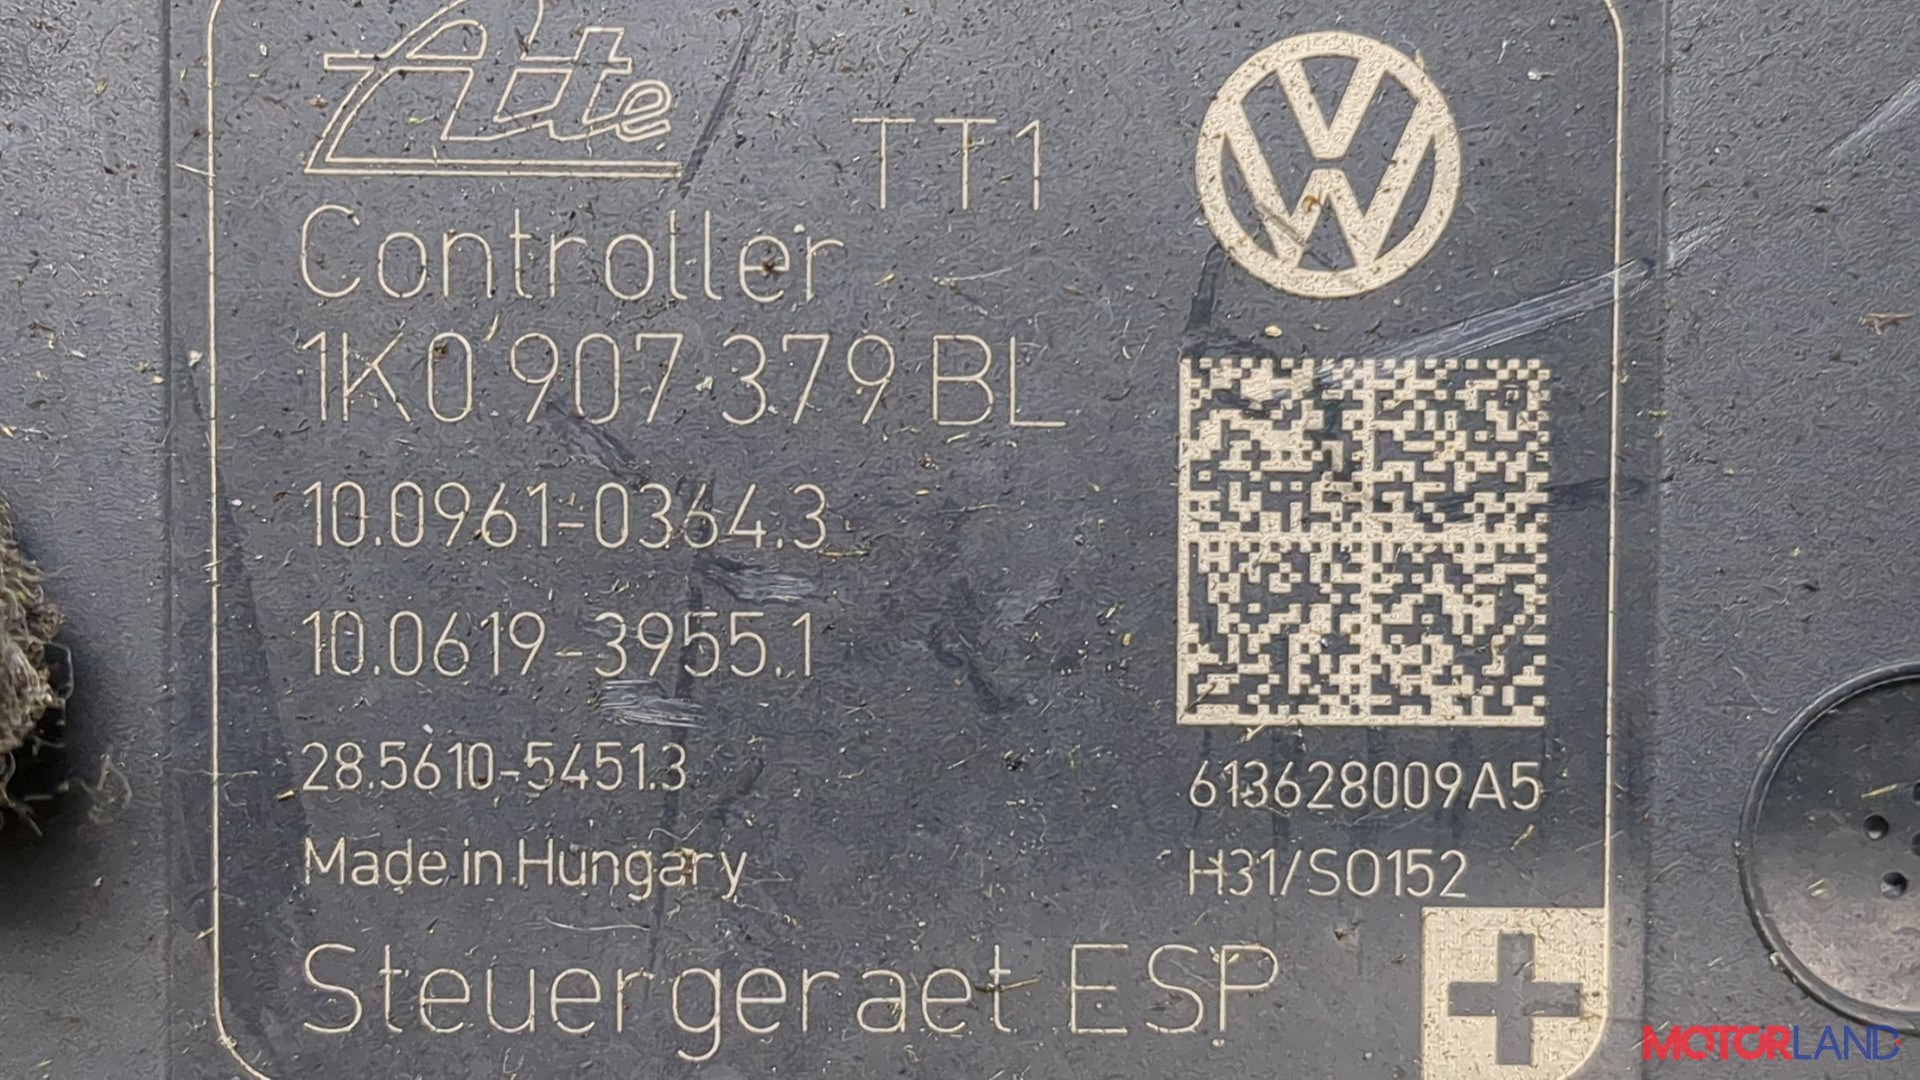 Ate
TT1
Controller
1K0 907 379 BL
10.0961-0364.3
10.0619-3955.1
28.5610-5451.3
Made in Hungary
613628009A5
H31/SO152
Steuergeraet ESP
MOTORLAND